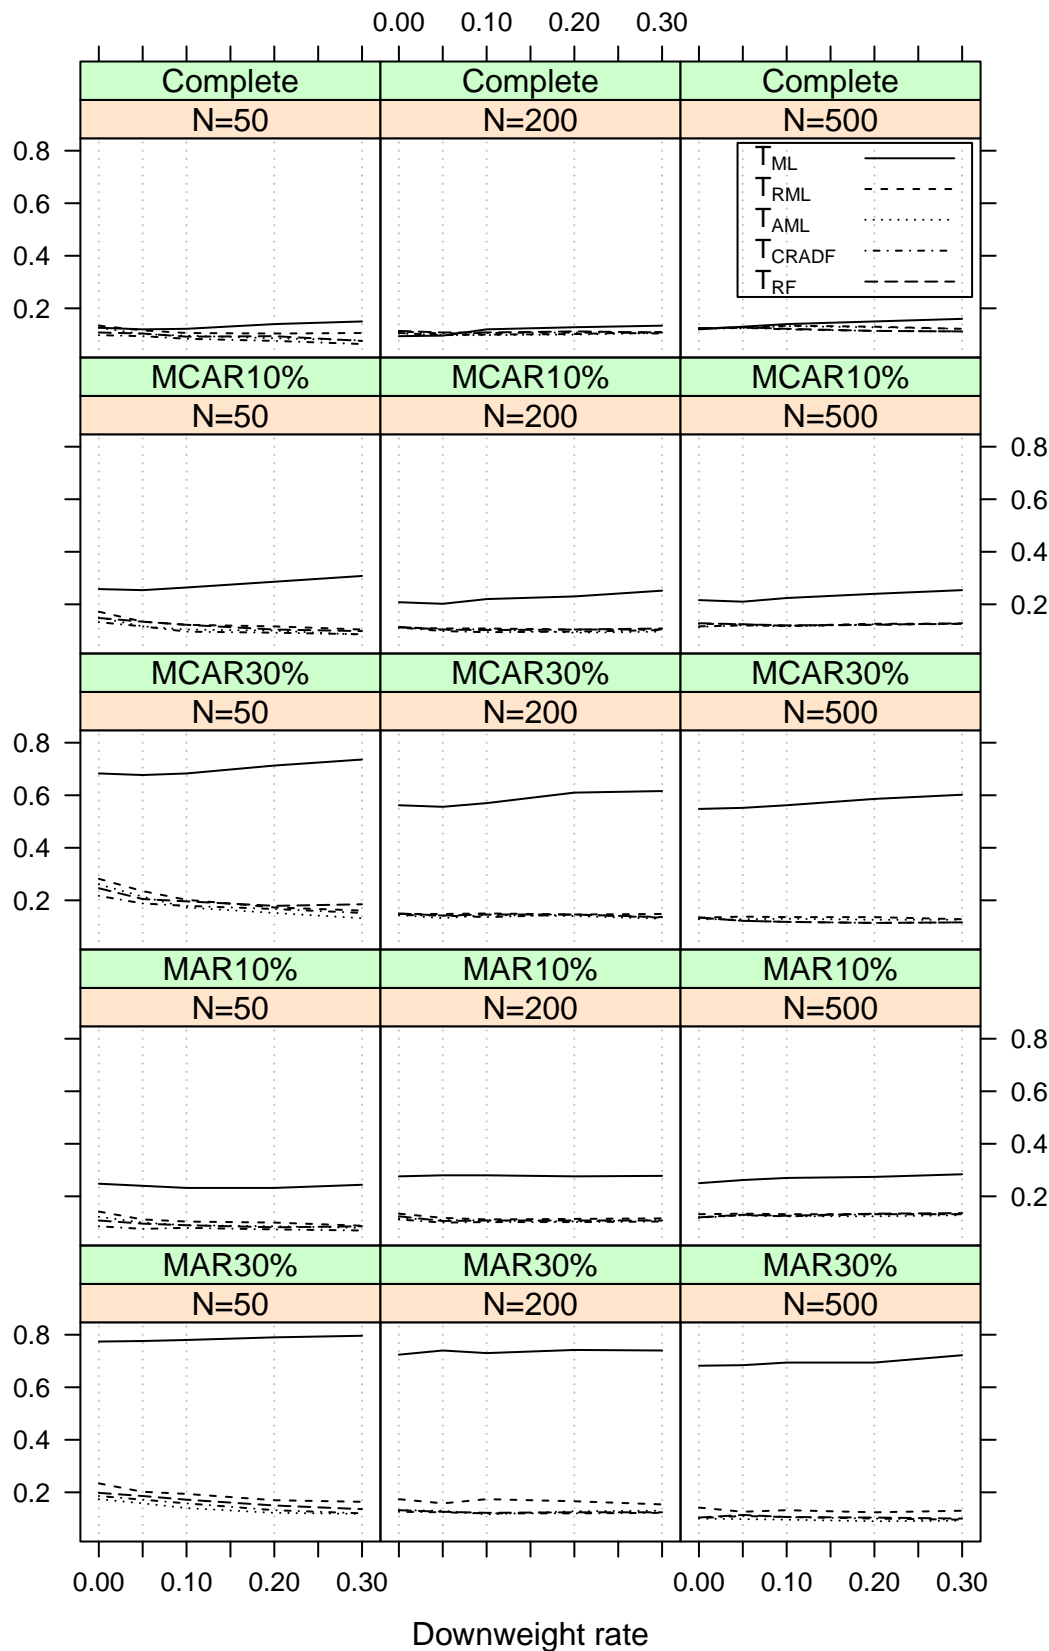 0.00 0.10 0.20 0.30
Complete Complete Complete
N=50 N=200 N=500
0.8
0.6
0.4
0.2
T_ML
T_RML
T_AML
T_CRADF
T_RF
MCAR10% MCAR10% MCAR10%
N=50 N=200 N=500
0.8
0.6
0.4
0.2
MCAR30% MCAR30% MCAR30%
N=50 N=200 N=500
0.8
0.6
0.4
0.2
MAR10% MAR10% MAR10%
N=50 N=200 N=500
0.8
0.6
0.4
0.2
MAR30% MAR30% MAR30%
N=50 N=200 N=500
0.8
0.6
0.4
0.2
0.00 0.10 0.20 0.30 0.00 0.10 0.20 0.30
Downweight rate